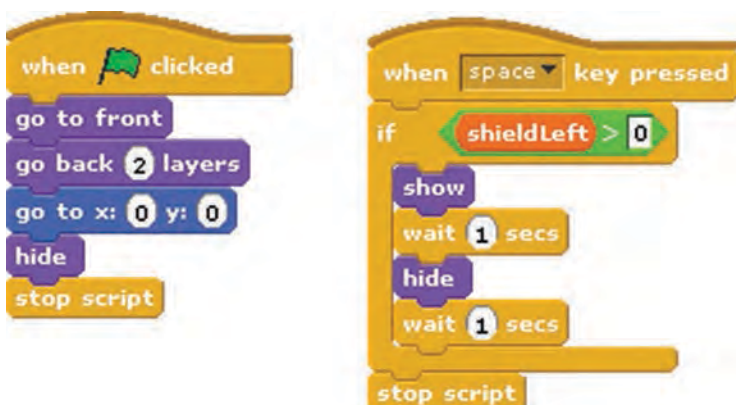 when clicked
go to front
go back 2 layers
go to x: 0 y: 0
hide
stop script
when space key pressed
if shieldLeft > 0
show
wait 1 secs
hide
wait 1 secs
stop script